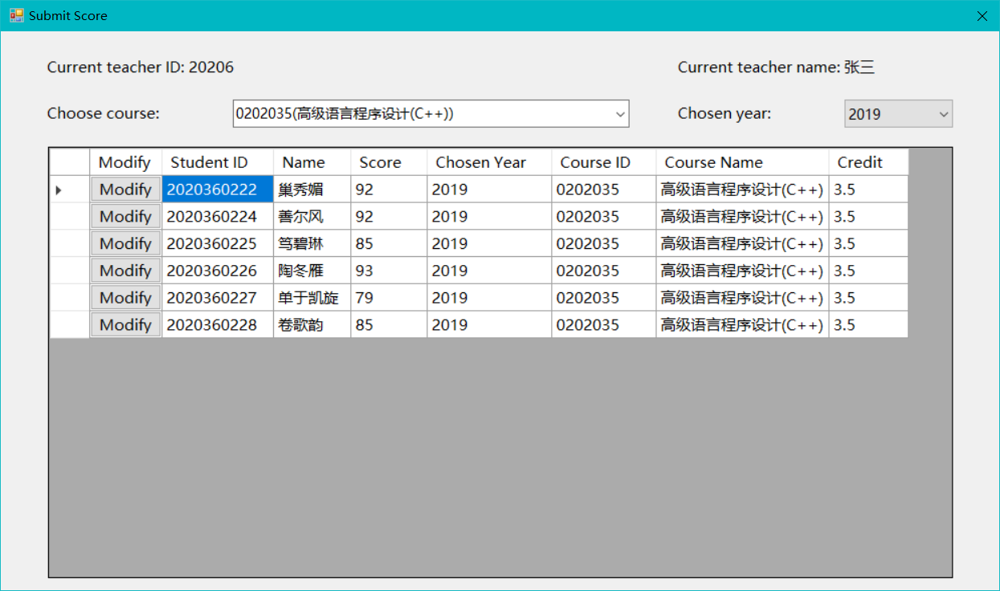 Submit Score
Current teacher ID: 20206 Current teacher name: 张三
Choose course: 0202035(高级语言程序设计(C++)) Chosen year: 2019
Modify Student ID Name Score Chosen Year Course ID Course Name Credit
Modify 2020360222 巢秀媚 92 2019 0202035 高级语言程序设计(C++) 3.5
Modify 2020360224 善尔风 92 2019 0202035 高级语言程序设计(C++) 3.5
Modify 2020360225 笃碧琳 85 2019 0202035 高级语言程序设计(C++) 3.5
Modify 2020360226 陶冬雁 93 2019 0202035 高级语言程序设计(C++) 3.5
Modify 2020360227 单于凯旋 79 2019 0202035 高级语言程序设计(C++) 3.5
Modify 2020360228 卷歌韵 85 2019 0202035 高级语言程序设计(C++) 3.5